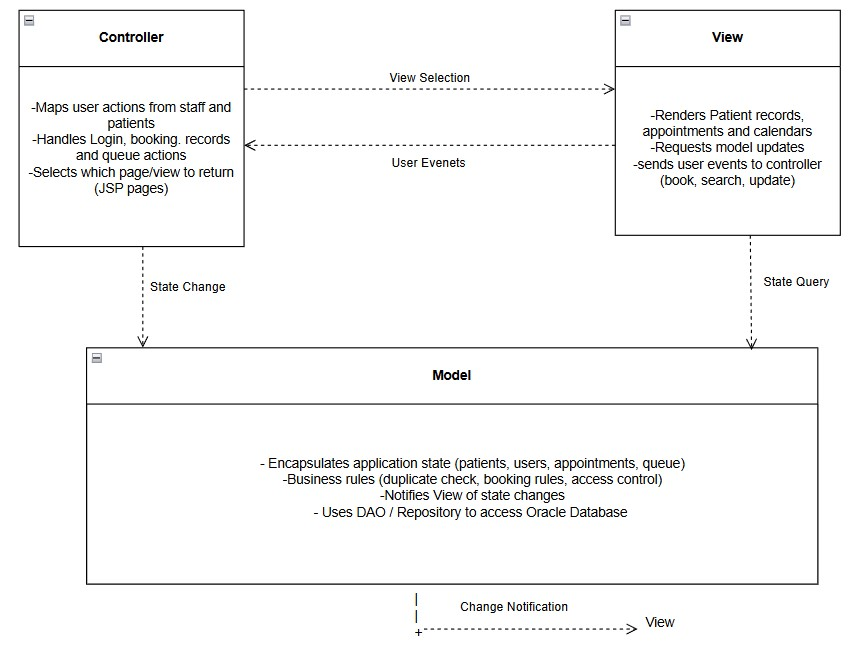 Controller
View
View Selection
-Maps user actions from staff and
patients
-Handles Login, booking. records
and queue actions
-Selects which page/view to return
(JSP pages)
-Renders Patient records,
appointments and calendars
-Requests model updates
-sends user events to controller
(book, search, update)
User Evenets
State Change
State Query
Model
- Encapsulates application state (patients, users, appointments, queue)
-Business rules (duplicate check, booking rules, access control)
-Notifies View of state changes
- Uses DAO / Repository to access Oracle Database
Change Notification
View